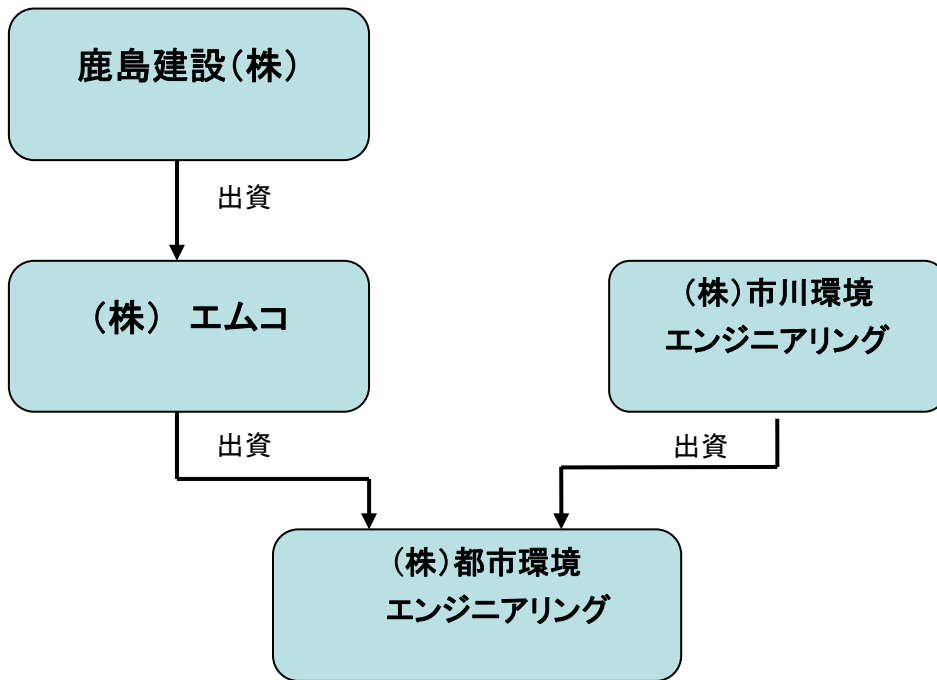 鹿島建設（株）
出資
（株） エムコ
（株）市川環境
エンジニアリング
出資
出資
（株）都市環境
エンジニアリング